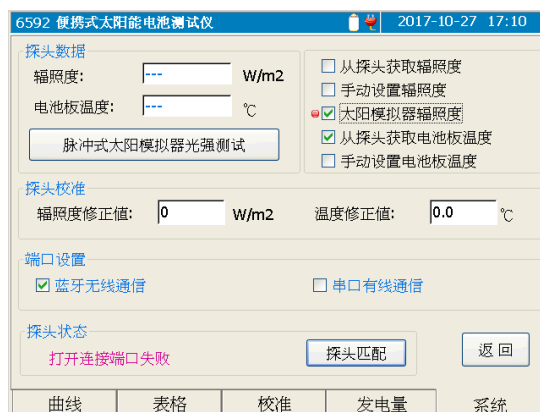 6592 便携式太阳能电池测试仪 2017-10-27 17:10
探头数据
辐照度: --- W/m2
电池板温度: --- ℃
脉冲式太阳模拟器光强测试
从探头获取辐照度
手动设置辐照度
太阳模拟器辐照度
从探头获取电池板温度
手动设置电池板温度
探头校准
辐照度修正值: 0 W/m2 温度修正值: 0.0 ℃
端口设置
蓝牙无线通信 串口有线通信
探头状态
打开连接端口失败 探头匹配 返回
曲线 表格 校准 发电量 系统